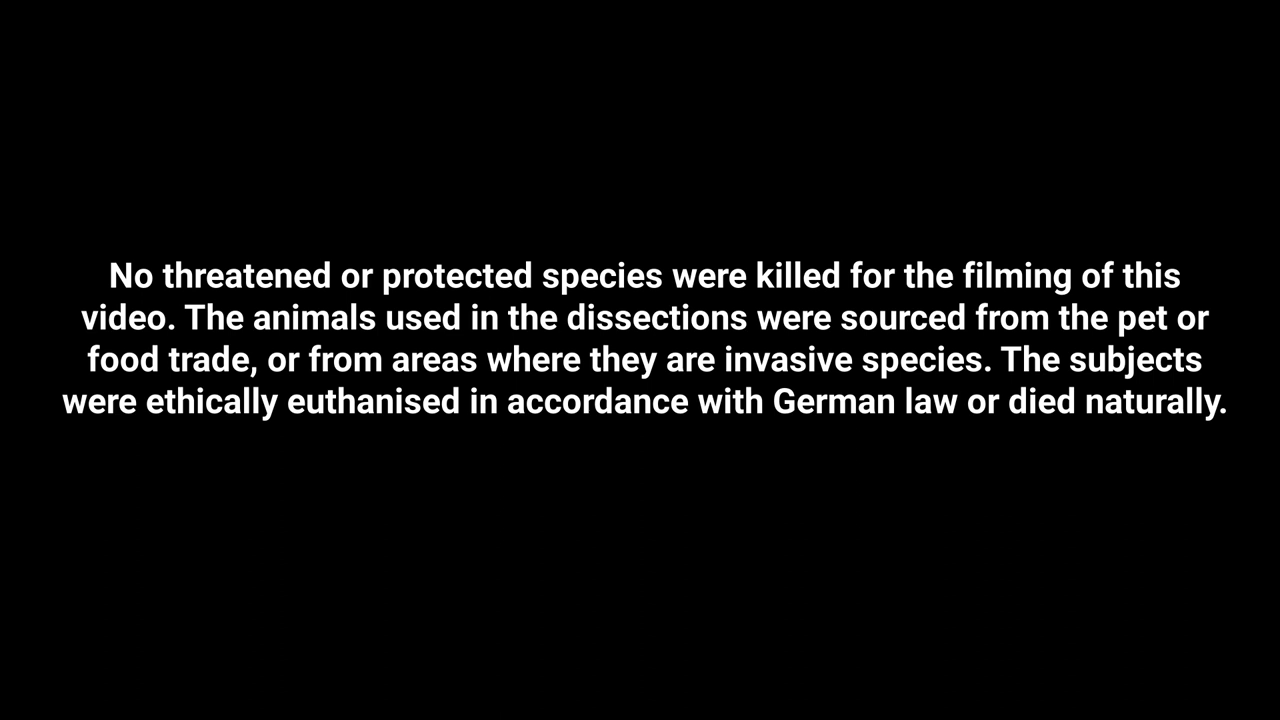 No threatened or protected species were killed for the filming of this
video. The animals used in the dissections were sourced from the pet or
food trade, or from areas where they are invasive species. The subjects
were ethically euthanised in accordance with German law or died naturally.